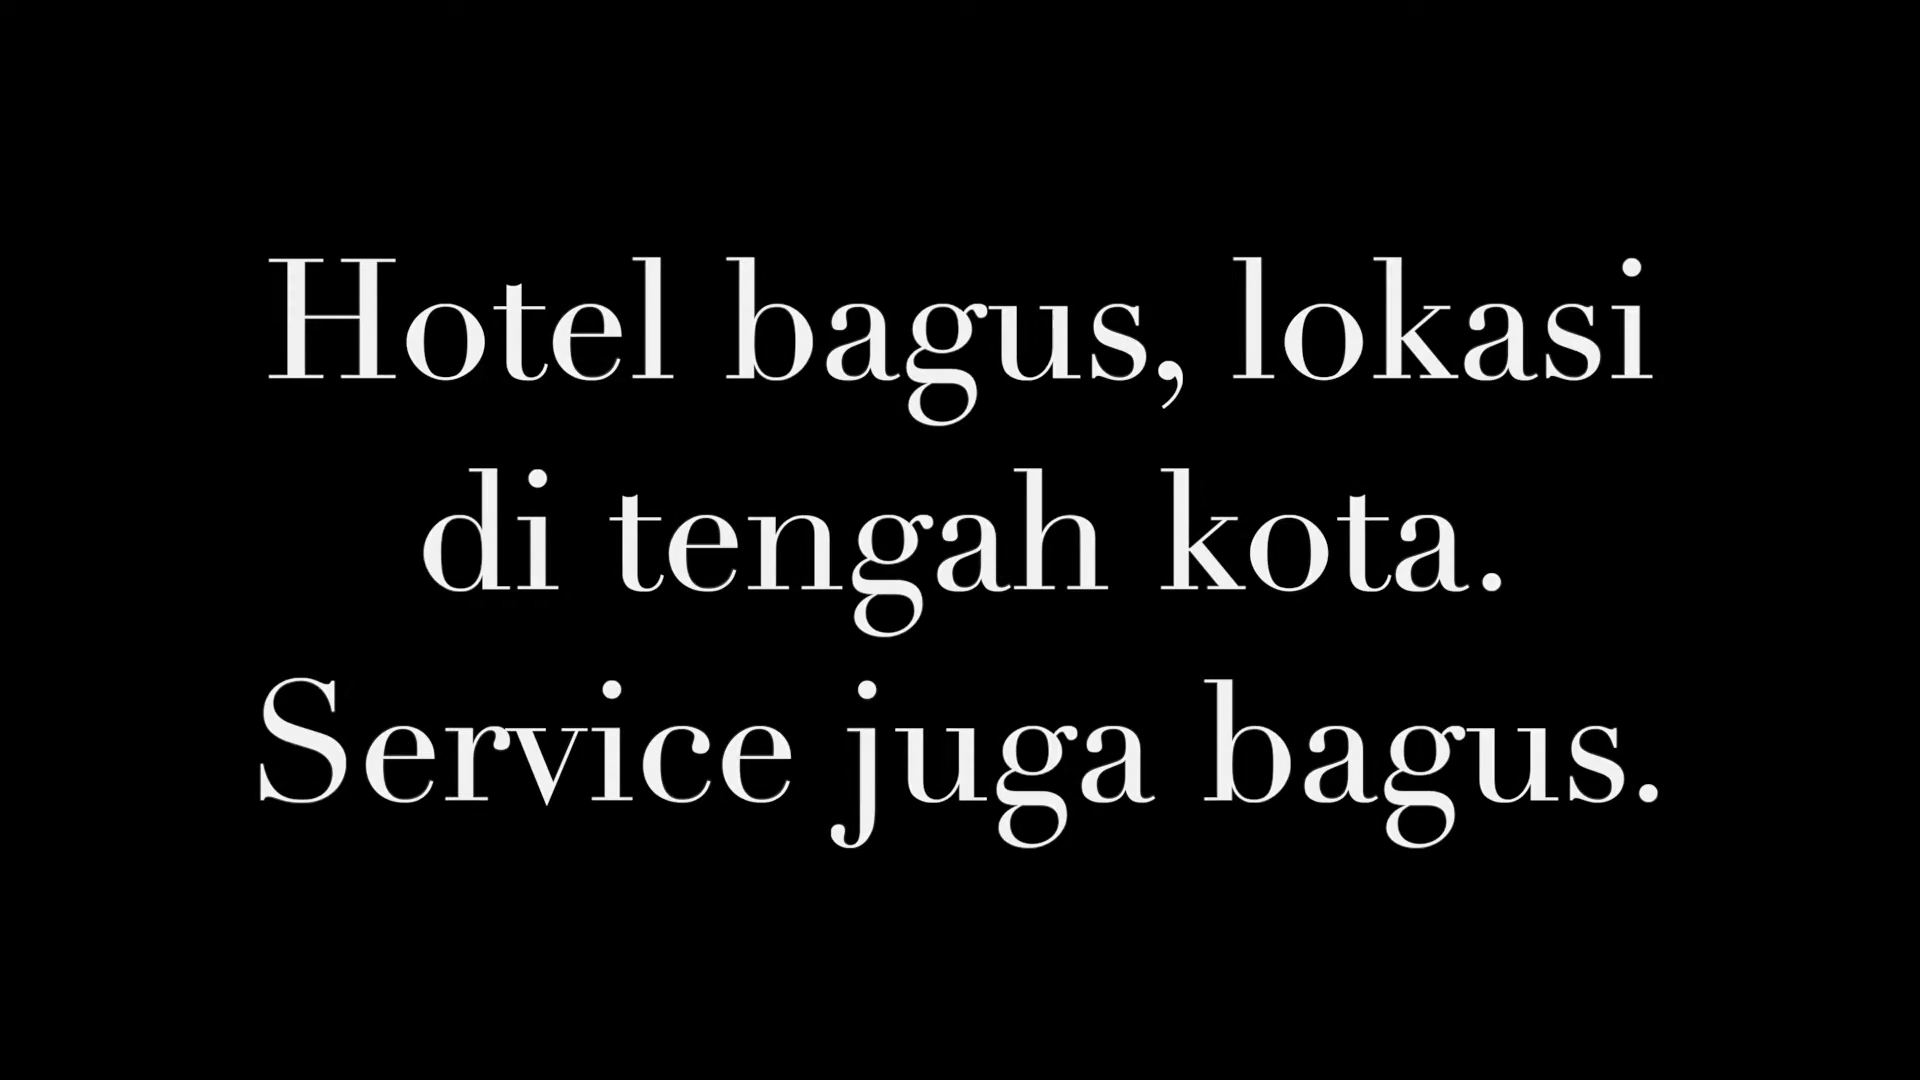 Hotel bagus, lokasi
di tengah kota.
Service juga bagus.